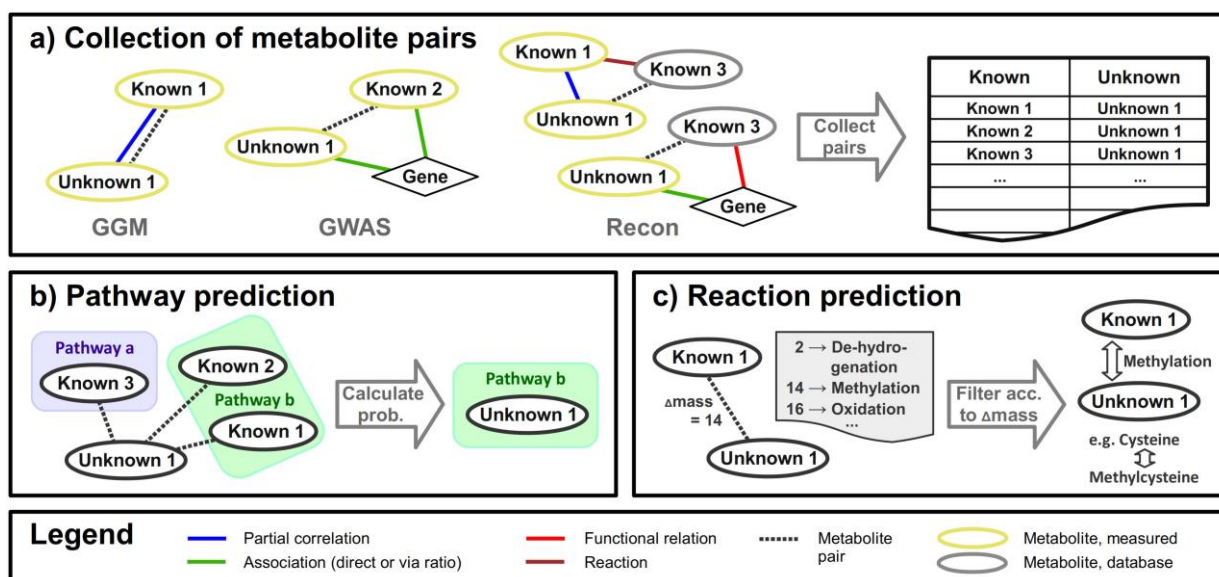 a) Collection of metabolite pairs
Known 1
Unknown 1
GGM
Known 2
Unknown 1
Gene
GWAS
Known 1
Known 3
Unknown 1
Known 3
Unknown 1
Gene
Recon
Collect
pairs
Known Unknown
Known 1 Unknown 1
Known 2 Unknown 1
Known 3 Unknown 1
... ...
b) Pathway prediction
Pathway a
Known 3
Known 2
Pathway b
Known 1
Unknown 1
Calculate
prob.
Pathway b
Unknown 1
c) Reaction prediction
Known 1
Δmass
= 14
Unknown 1
2 → De-hydro-
genation
14 → Methylation
16 → Oxidation
...
Filter acc.
to Δmass
Known 1
Methylation
Unknown 1
e.g. Cysteine
Methylcysteine
Legend
Partial correlation
Association (direct or via ratio)
Functional relation
Reaction
Metabolite
pair
Metabolite, measured
Metabolite, database